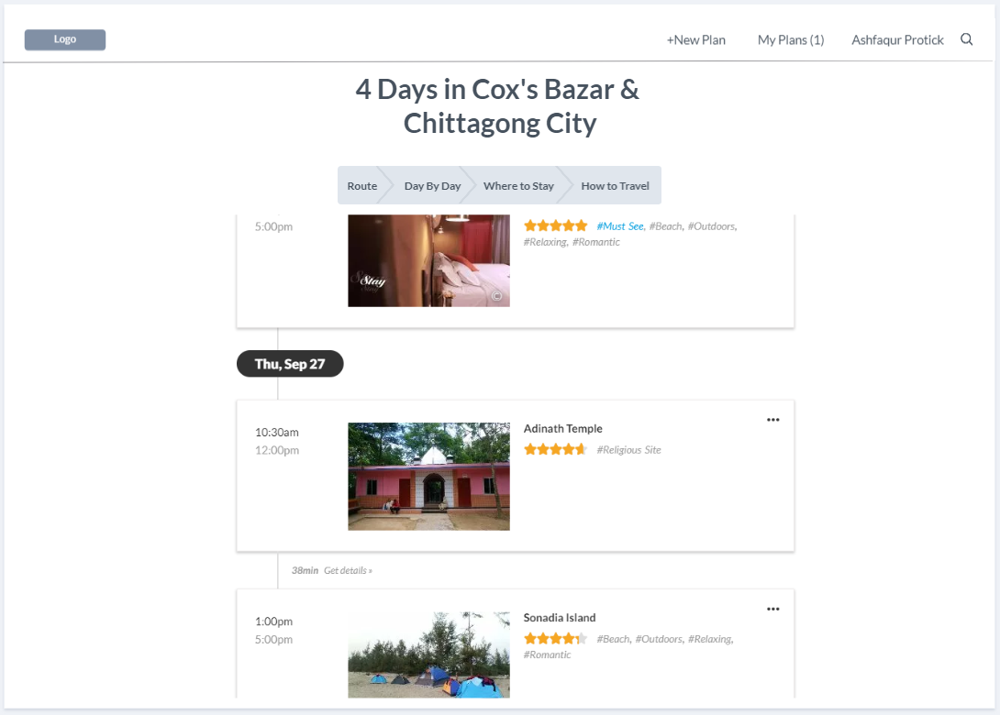 Logo
+New Plan
My Plans (1)
Ashfaqur Protick
4 Days in Cox's Bazar &
Chittagong City
Route
Day By Day
Where to Stay
How to Travel
5:00pm
Stay
#Must See, #Beach, #Outdoors,
#Relaxing, #Romantic
Thu, Sep 27
10:30am
12:00pm
Adinath Temple
#Religious Site
38min Get details »
1:00pm
5:00pm
Sonadia Island
#Beach, #Outdoors, #Relaxing,
#Romantic